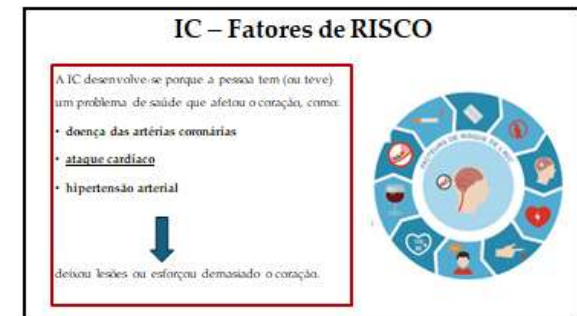 IC – Fatores de RISCO
A IC desenvolve-se porque a pessoa tem (ou teve)
um problema de saúde que afetou o coração, como:
• doença das artérias coronárias
• ataque cardíaco
• hipertensão arterial
deixou lesões ou esforçou demasiado o coração.